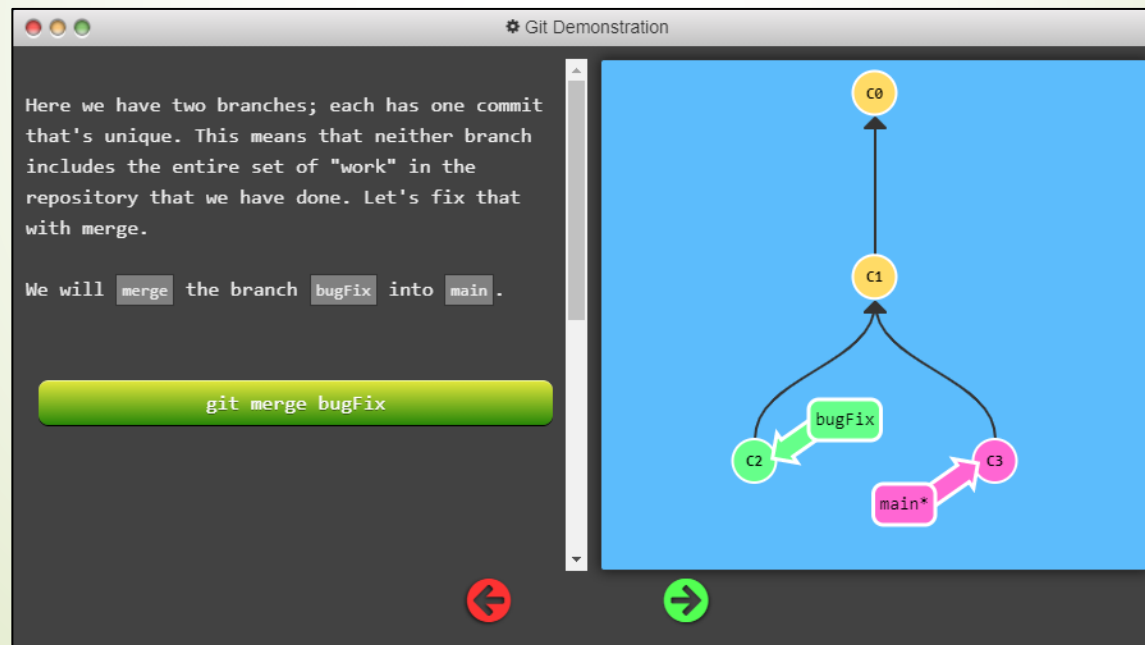 Git Demonstration
Here we have two branches; each has one commit
that's unique. This means that neither branch
includes the entire set of "work" in the
repository that we have done. Let's fix that
with merge.
We will merge the branch bugFix into main.
git merge bugFix
C0
C1
bugFix
C2
C3
main*